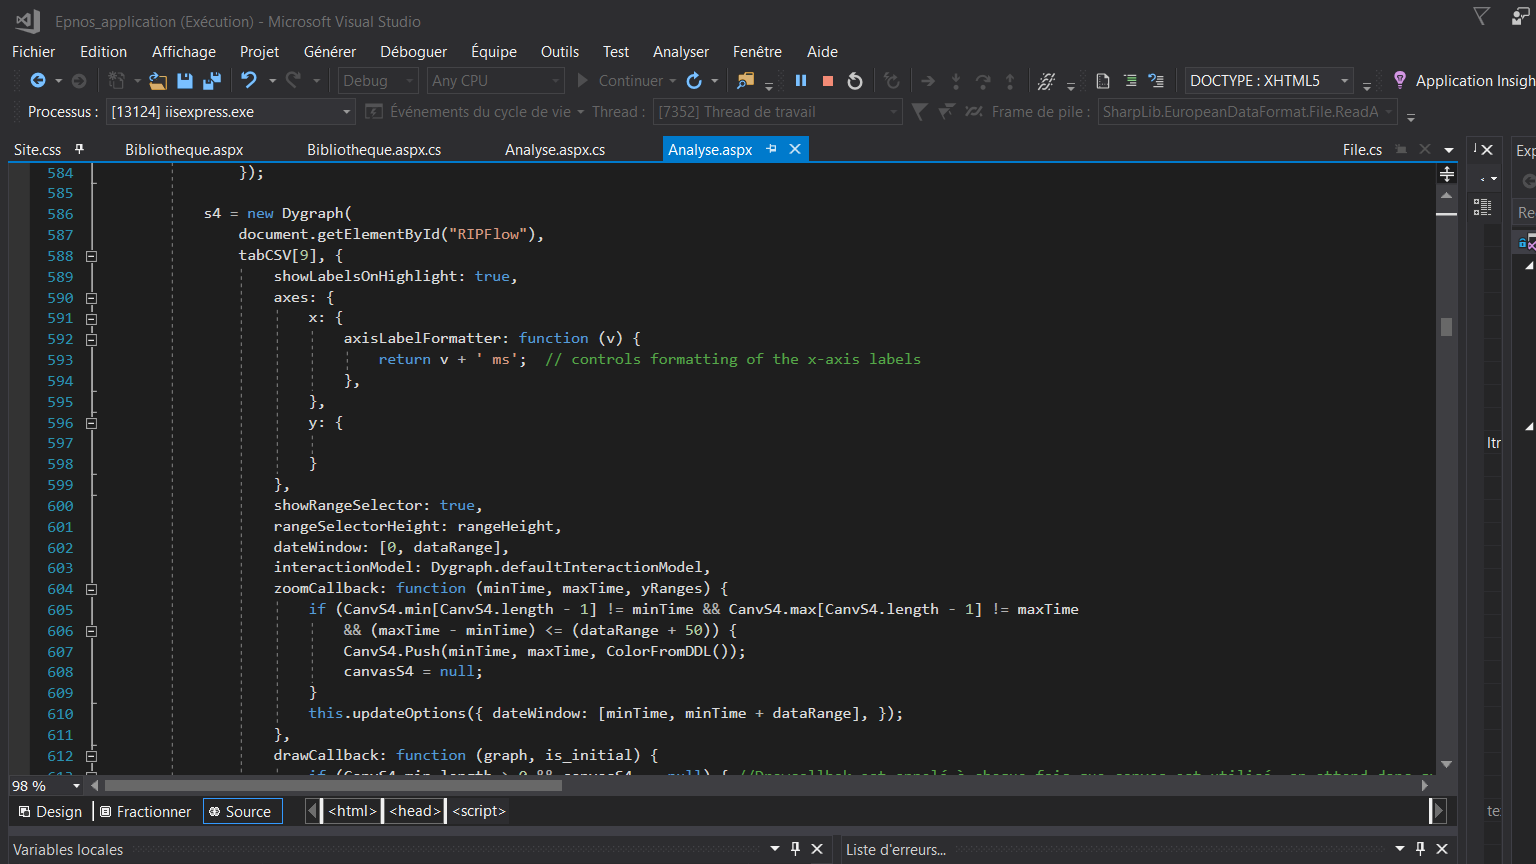 Epnos_application (Exécution) - Microsoft Visual Studio
Fichier Edition Affichage Projet Générer Déboguer Équipe Outils Test Analyser Fenêtre Aide
Debug Any CPU Continuer DOCTYPE : XHTML5 Application Insigh
Processus : [13124] iisexpress.exe Événements du cycle de vie Thread : [7352] Thread de travail Frame de pile : SharpLib.EuropeanDataFormat.File.ReadA
Site.css Bibliotheque.aspx Bibliotheque.aspx.cs Analyse.aspx.cs Analyse.aspx File.cs Exp
584 });
585
586 s4 = new Dygraph(
587 document.getElementById("RIPFlow"),
588 tabCSV[9], {
589 showLabelsOnHighlight: true,
590 axes: {
591 x: {
592 axisLabelFormatter: function (v) {
593 return v + ' ms'; // controls formatting of the x-axis labels
594 },
595 },
596 y: {
597
598 }
599 },
600 showRangeSelector: true,
601 rangeSelectorHeight: rangeHeight,
602 dateWindow: [0, dataRange],
603 interactionModel: Dygraph.defaultInteractionModel,
604 zoomCallback: function (minTime, maxTime, yRanges) {
605 if (CanvS4.min[CanvS4.length - 1] != minTime && CanvS4.max[CanvS4.length - 1] != maxTime
606 && (maxTime - minTime) <= (dataRange + 50)) {
607 CanvS4.Push(minTime, maxTime, ColorFromDDL());
608 canvasS4 = null;
609 }
610 this.updateOptions({ dateWindow: [minTime, minTime + dataRange], });
611 },
612 drawCallback: function (graph, is_initial) {
Re
Itr
te
98 %
Design Fractionner Source <html> <head> <script>
Variables locales Liste d'erreurs...